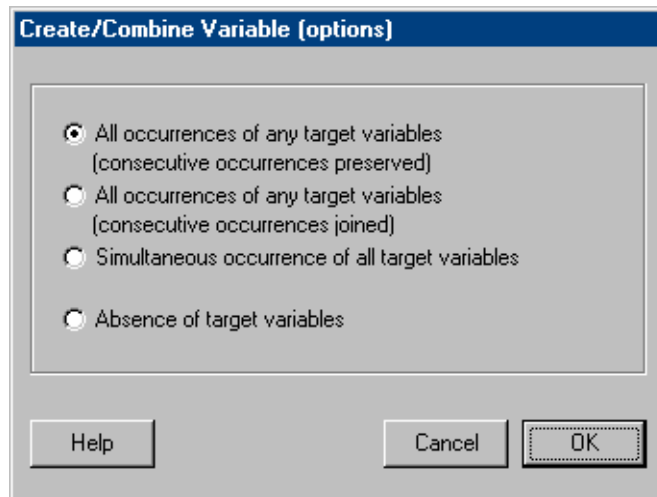 Create/Combine Variable (options)
All occurrences of any target variables
(consecutive occurrences preserved)
All occurrences of any target variables
(consecutive occurrences joined)
Simultaneous occurrence of all target variables
Absence of target variables
Help
Cancel
OK